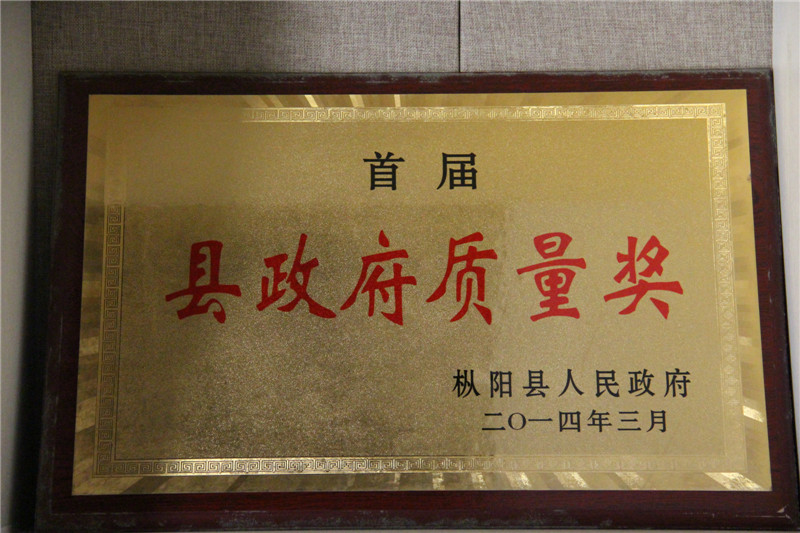 首届
县政府质量奖
枞阳县人民政府
二〇一四年三月